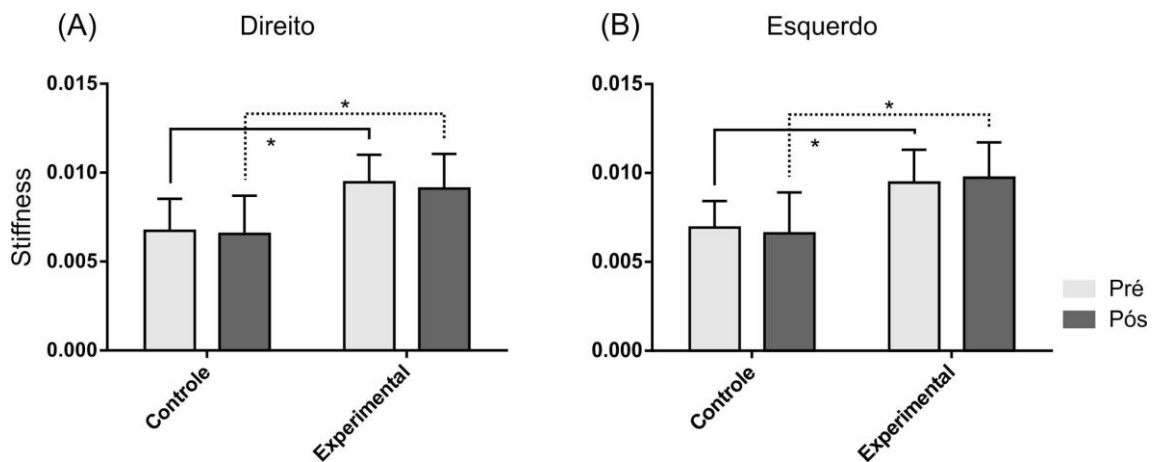 (A) Direito
Stiffness
0.015
0.010
0.005
0.000
*
*
Controle
Experimental
(B) Esquerdo
0.015
0.010
0.005
0.000
*
*
Controle
Experimental
Pré
Pós